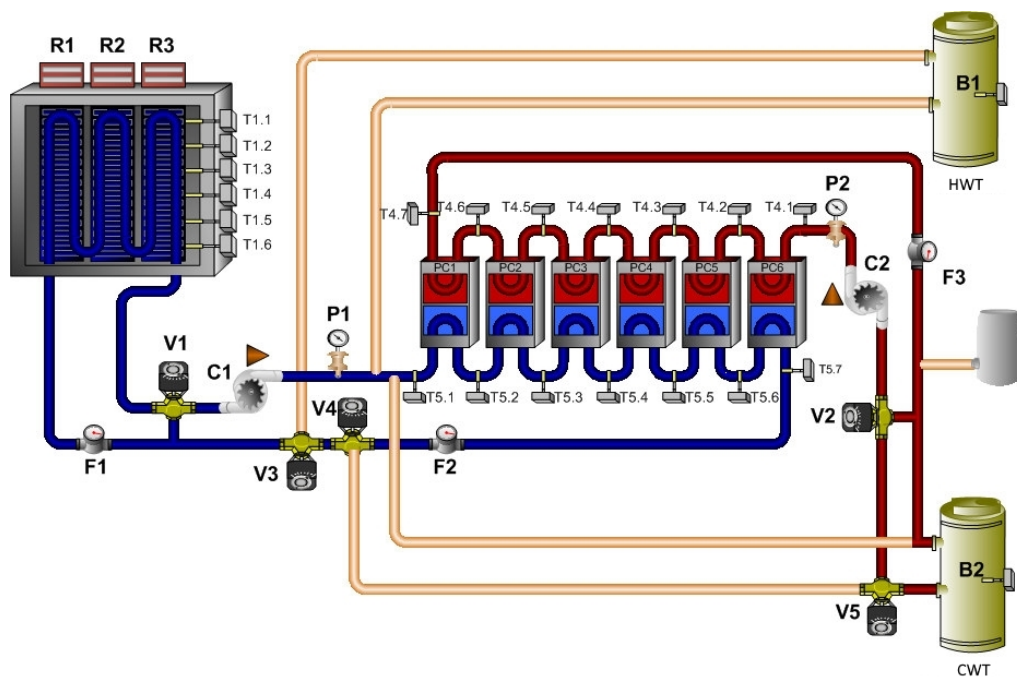 R1 R2 R3
T1.1
T1.2
T1.3
T1.4
T1.5
T1.6
B1
HWT
P2
T4.7 T4.6 T4.5 T4.4 T4.3 T4.2 T4.1
PC1 PC2 PC3 PC4 PC5 PC6
C2
F3
P1
V1
C1
T5.7
T5.1 T5.2 T5.3 T5.4 T5.5 T5.6
V4
V2
F1
V3
F2
B2
V5
CWT